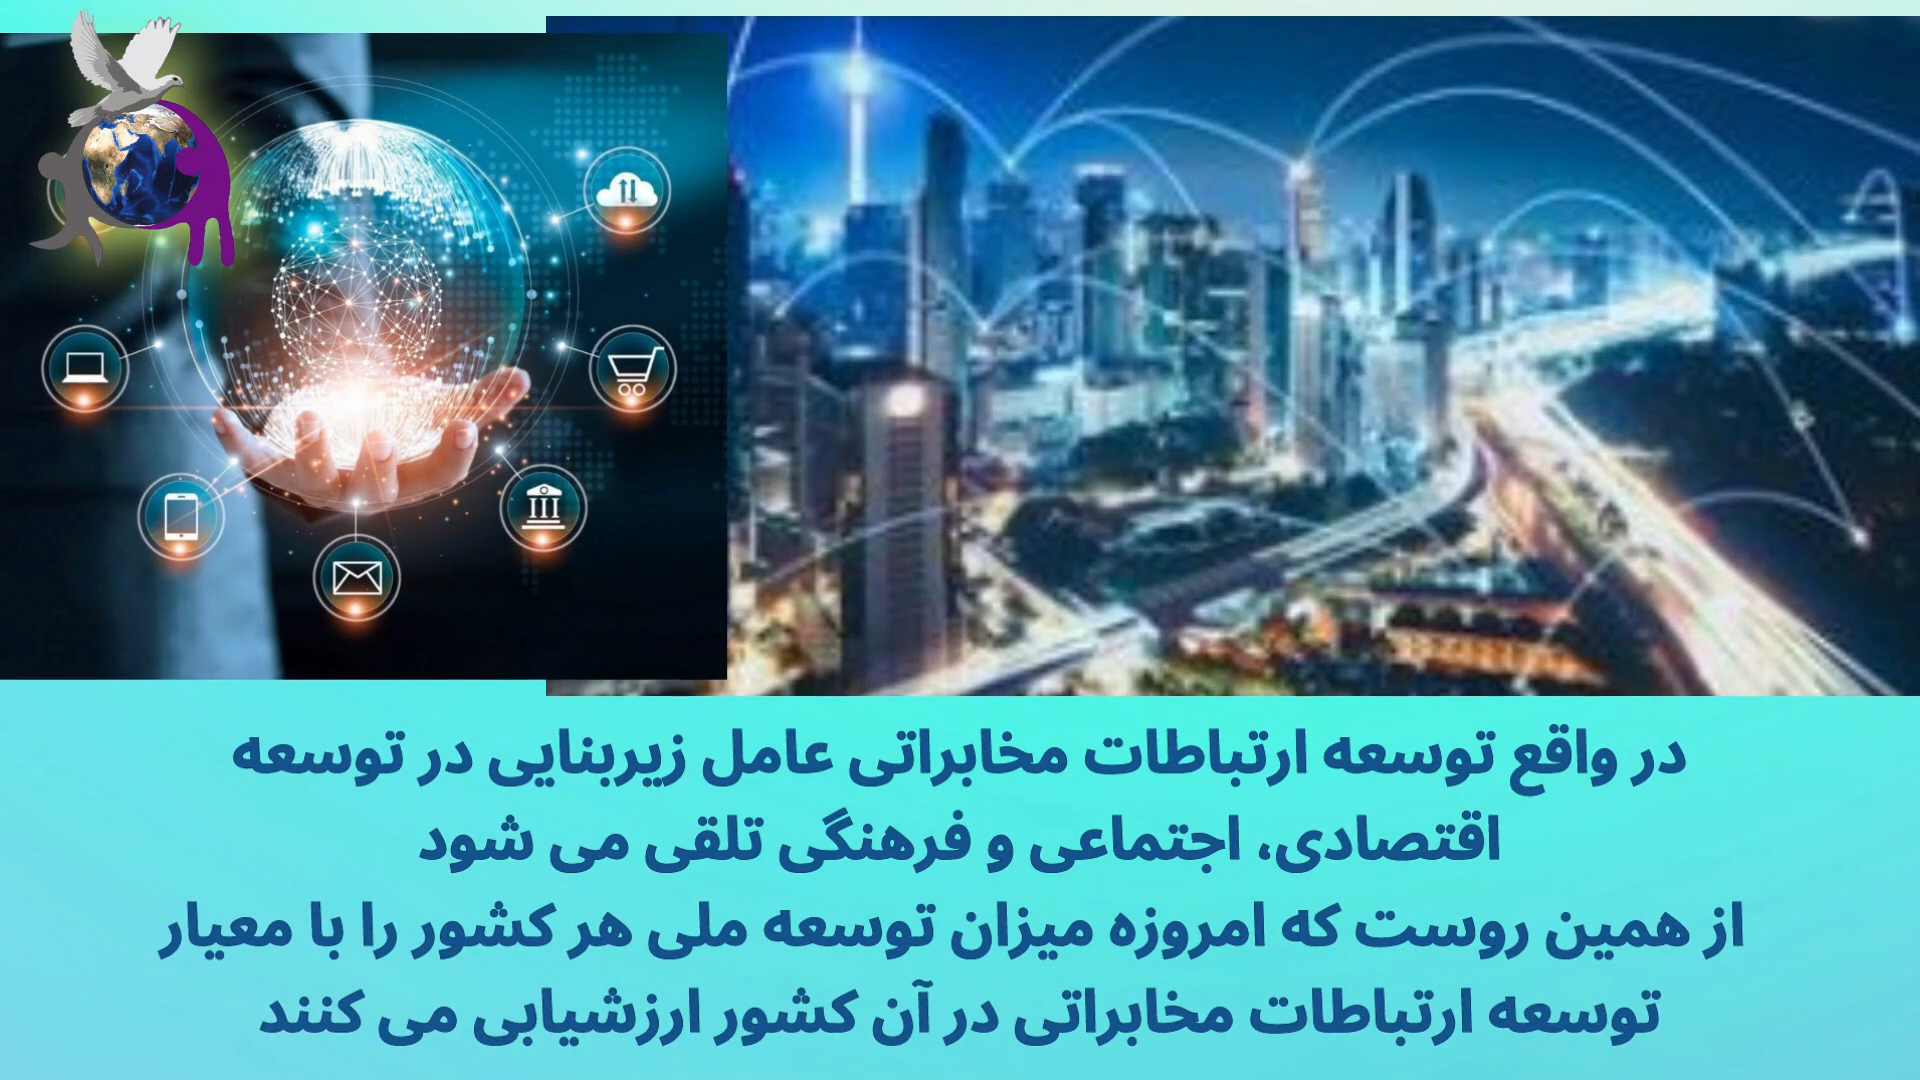 در واقع توسعه ارتباطات مخابراتی عامل زیربنایی در توسعه
اقتصادی، اجتماعی و فرهنگی تلقی می شود
از همین روست که امروزه میزان توسعه ملی هر کشور را با معیار
توسعه ارتباطات مخابراتی در آن کشور ارزشیابی می کنند